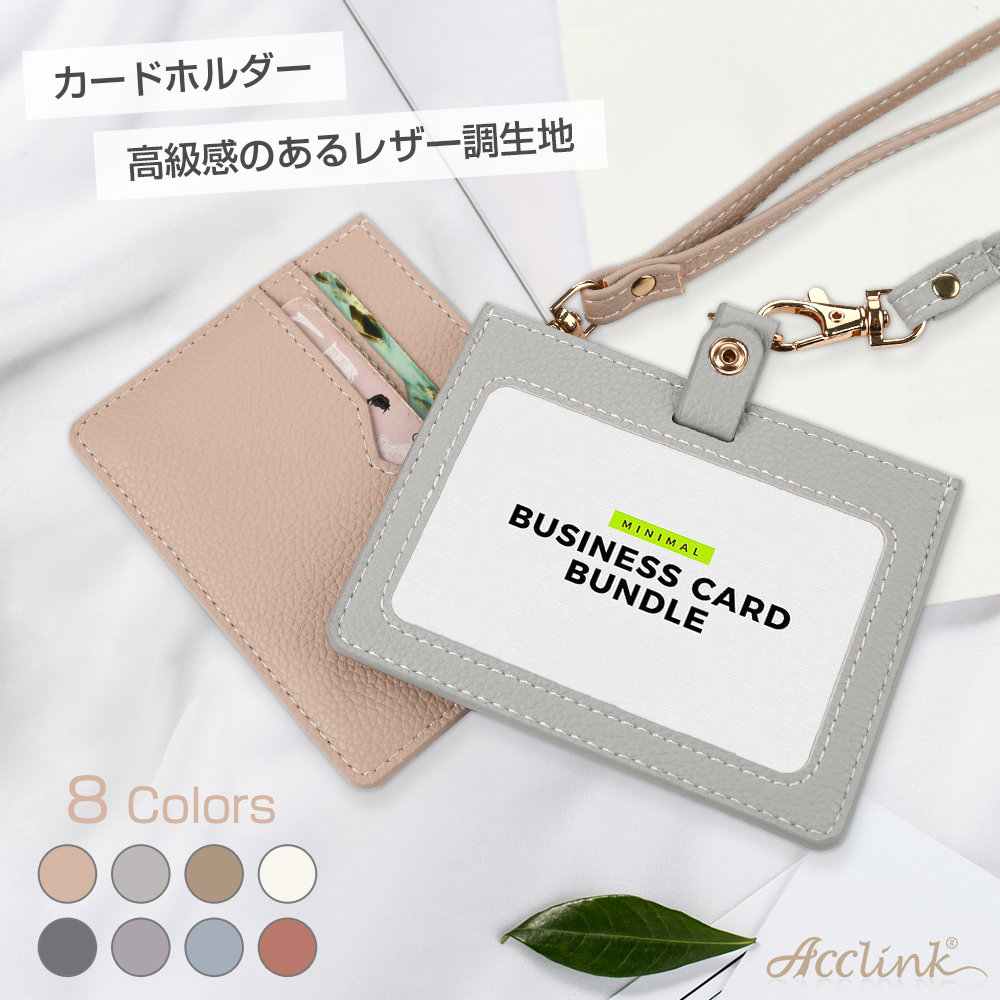 カードホルダー
高級感のあるレザー調生地
MINIMAL
BUSINESS CARD
BUNDLE
8 Colors
Acclink®